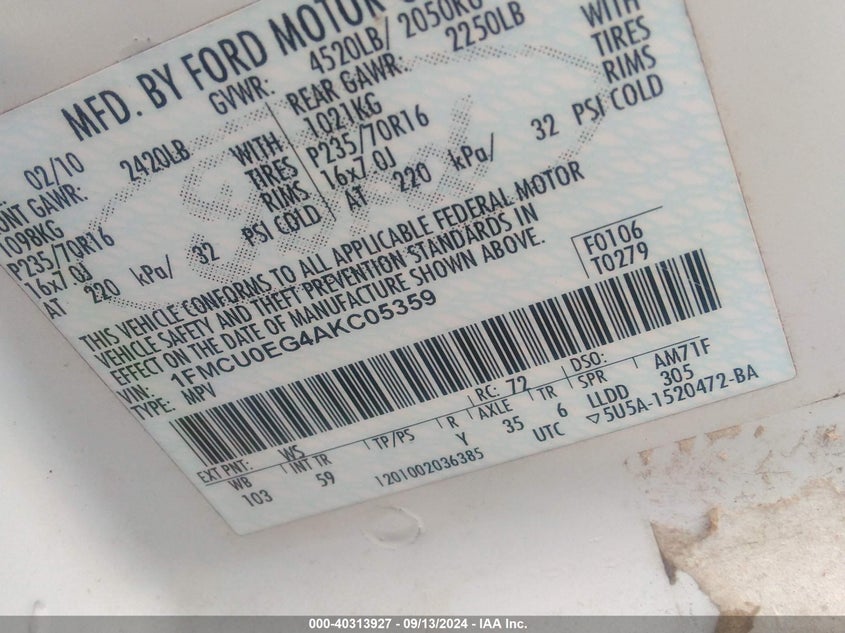 MFD. BY FORD MOTOR
02/10
GVWR: 4520LB/ 2050KG
ONT GAWR: 2420LB
1098KG WITH
P235/70R16 TIRES
16x7.0J RIMS
AT 220 kPa/ 32 PSI COLD
REAR GAWR: 2250LB
1021KG WITH
P235/70R16 TIRES
16x7.0J RIMS
AT 220 kPa/ 32 PSI COLD
THIS VEHICLE CONFORMS TO ALL APPLICABLE FEDERAL MOTOR
VEHICLE SAFETY AND THEFT PREVENTION STANDARDS IN
EFFECT ON THE DATE OF MANUFACTURE SHOWN ABOVE.
F0106
T0279
VIN: 1FMCU0EG4AKC05359
TYPE: MPV
EXT PNT: WS RC: 72 DSO:
WB INT TR TP/PS R AXLE TR SPR AM71F
103 59 Y 35 6 LLDD 305
1201002036385 UTC ▽5U5A-1520472-BA
000-40313927 - 09/13/2024 - IAA Inc.